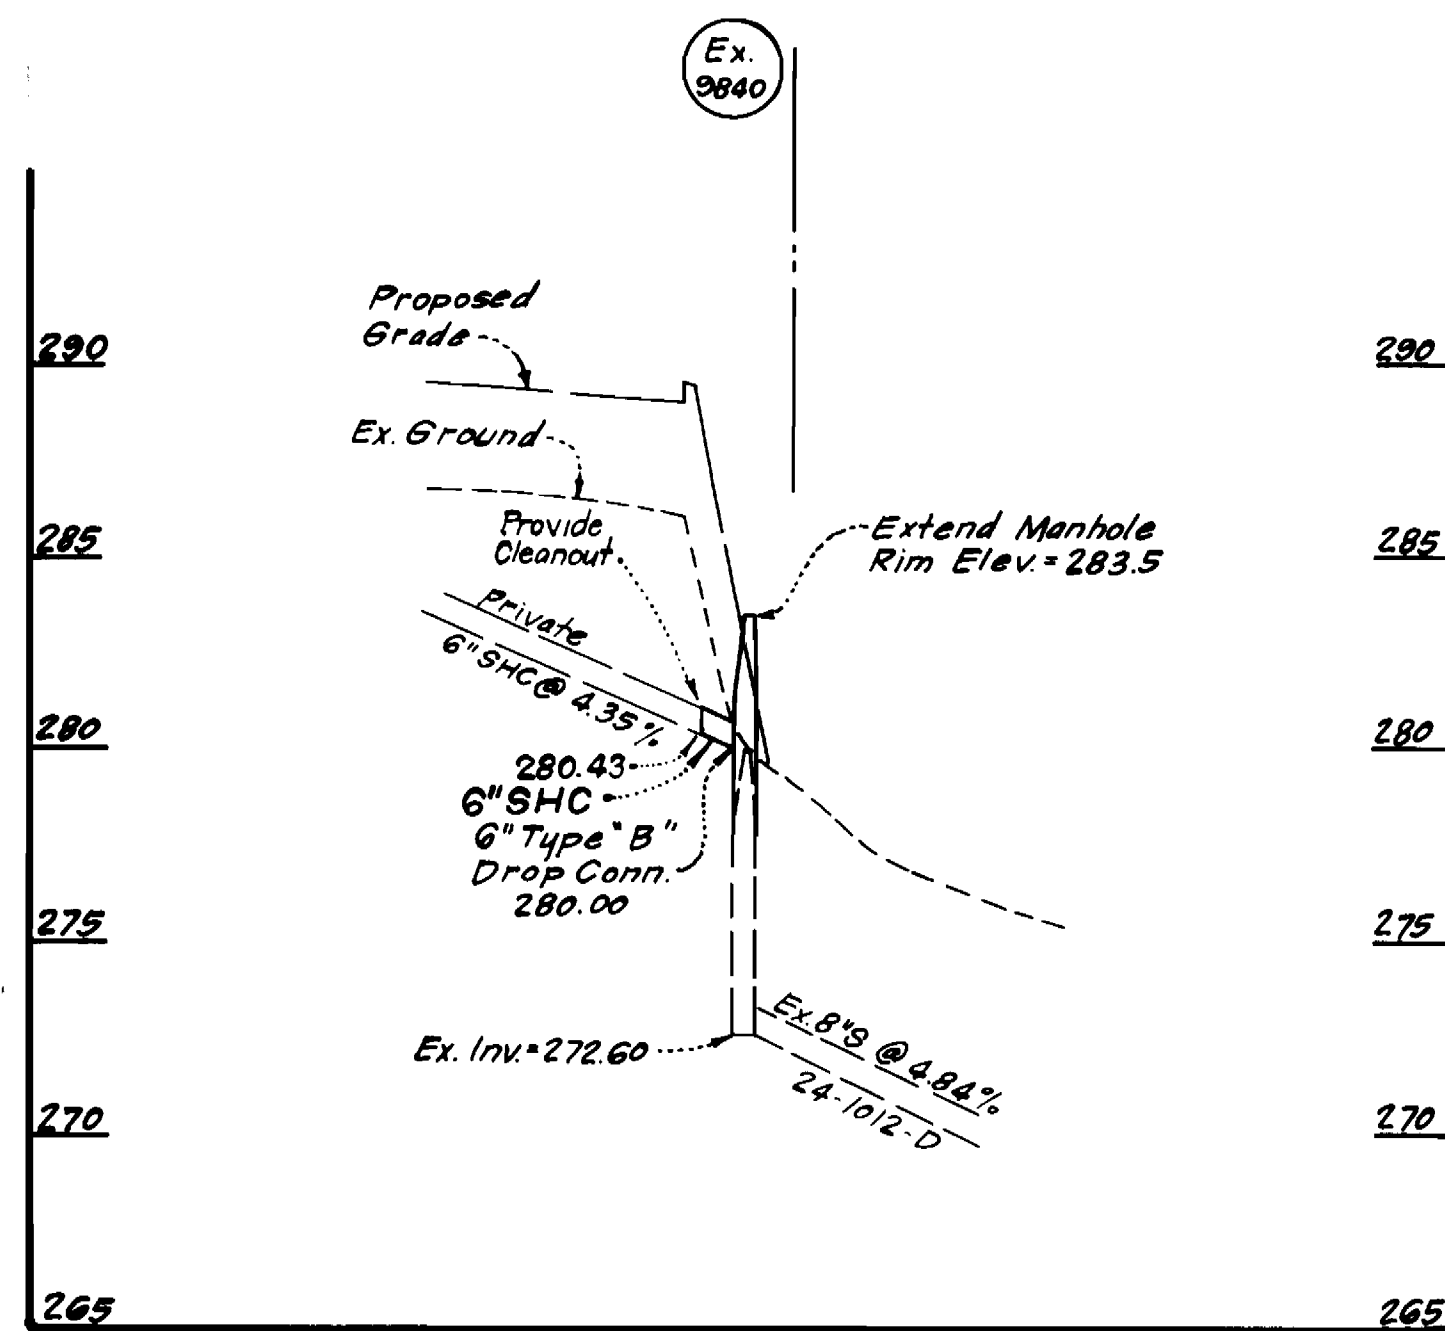 Ex.
9840
Proposed
Grade
290
290
Ex. Ground
Provide
Cleanout
Extend Manhole
Rim Elev. = 283.5
285
285
Private
6" SHC @ 4.35%
280
280
280.43
6" SHC
6" Type "B"
Drop Conn.
280.00
275
275
Ex. Inv. = 272.60
Ex. 8"S @ 4.84%
24-1012-D
270
270
265
265